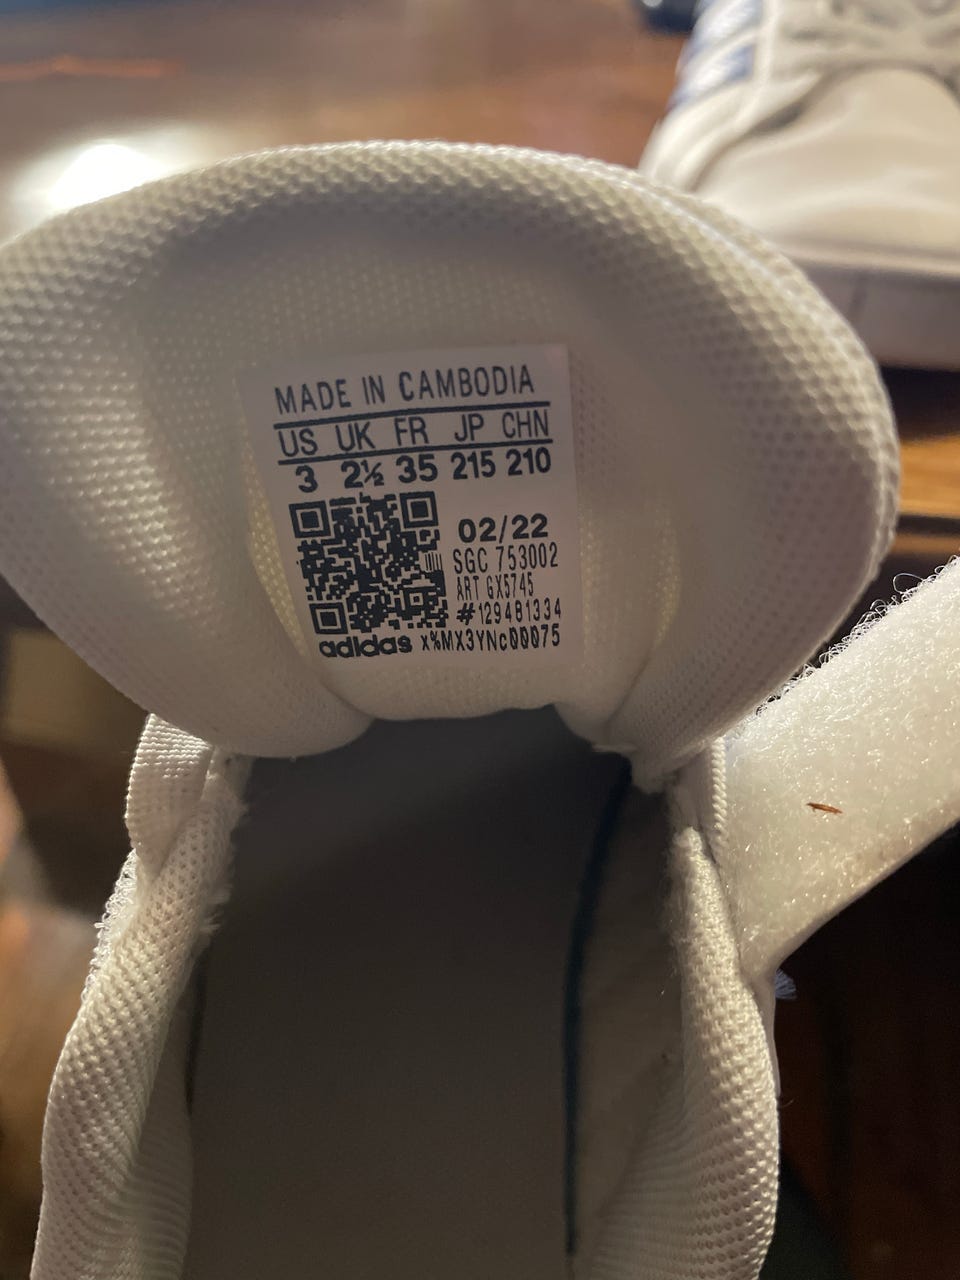 MADE IN CAMBODIA
US UK FR JP CHN
3 2½ 35 215 210
02/22
SGC 753002
ART GX5745
#129481334
adidas x%MX3YNc00075